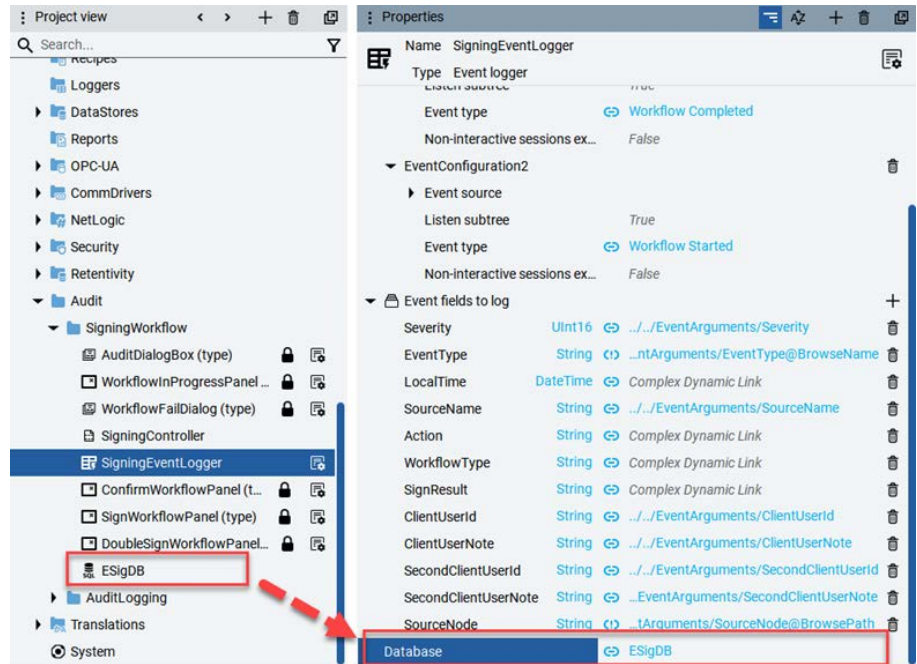 Project view
Search...
Recipes
Loggers
DataStores
Reports
OPC-UA
CommDrivers
NetLogic
Security
Retentivity
Audit
SigningWorkflow
AuditDialogBox (type)
WorkflowInProgressPanel ...
WorkflowFailDialog (type)
SigningController
SigningEventLogger
ConfirmWorkflowPanel (t...
SignWorkflowPanel (type)
DoubleSignWorkflowPanel...
SQL ESigDB
AuditLogging
Translations
System
Properties
Name SigningEventLogger
Type Event logger
Listen subtree True
Event type Workflow Completed
Non-interactive sessions ex... False
EventConfiguration2
Event source
Listen subtree True
Event type Workflow Started
Non-interactive sessions ex... False
Event fields to log
Severity UInt16 ../../EventArguments/Severity
EventType String ...ntArguments/EventType@BrowseName
LocalTime DateTime Complex Dynamic Link
SourceName String ../../EventArguments/SourceName
Action String Complex Dynamic Link
WorkflowType String Complex Dynamic Link
SignResult String Complex Dynamic Link
ClientUserId String ../../EventArguments/ClientUserId
ClientUserNote String ../../EventArguments/ClientUserNote
SecondClientUserId String ../../EventArguments/SecondClientUserId
SecondClientUserNote String ...EventArguments/SecondClientUserNote
SourceNode String ...tArguments/SourceNode@BrowsePath
Database ESigDB